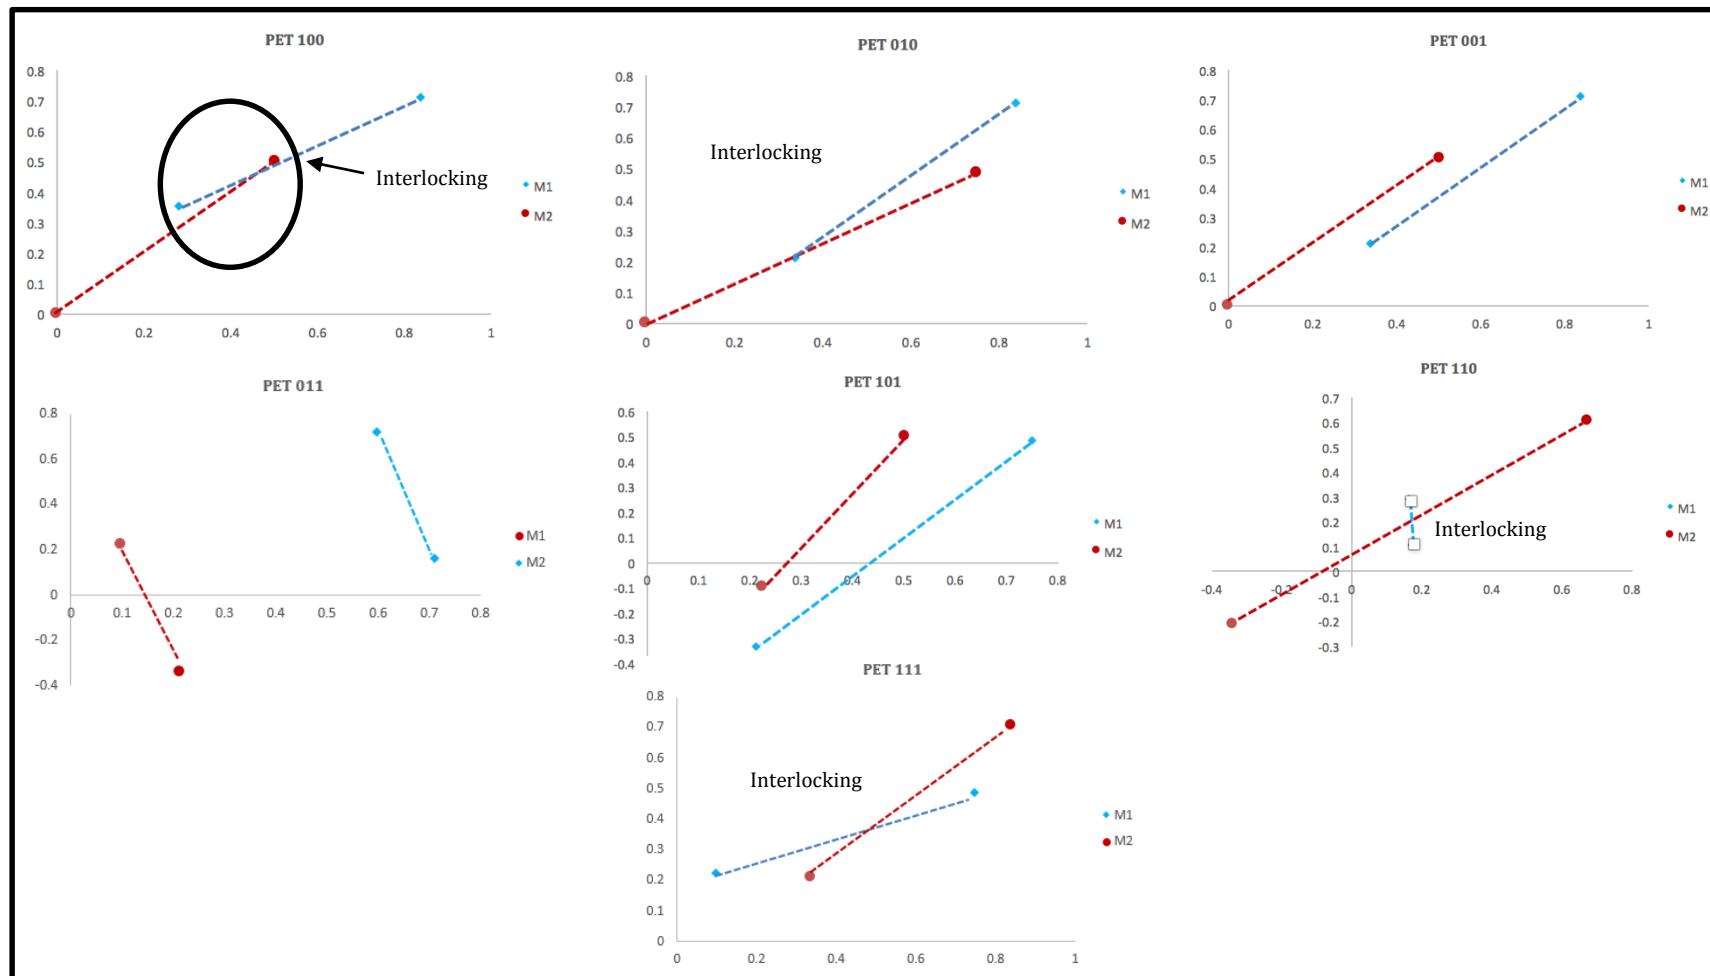 PET 100
0.8
0.7
0.6
0.5
0.4
0.3
0.2
0.1
0
0 0.2 0.4 0.6 0.8 1
Interlocking
M1
M2
PET 010
0.8
0.7
0.6
0.5
0.4
0.3
0.2
0.1
0
0 0.2 0.4 0.6 0.8 1
Interlocking
M1
M2
PET 001
0.8
0.7
0.6
0.5
0.4
0.3
0.2
0.1
0
0 0.2 0.4 0.6 0.8 1
M1
M2
PET 011
0.8
0.6
0.4
0.2
0
-0.2
-0.4
0 0.1 0.2 0.3 0.4 0.5 0.6 0.7 0.8
M1
M2
PET 101
0.6
0.5
0.4
0.3
0.2
0.1
0
-0.1
-0.2
-0.3
-0.4
0 0.1 0.2 0.3 0.4 0.5 0.6 0.7 0.8
M1
M2
PET 110
0.7
0.6
0.5
0.4
0.3
0.2
0.1
0
-0.1
-0.2
-0.3
-0.4 -0.2 0 0.2 0.4 0.6 0.8
Interlocking
M1
M2
PET 111
0.8
0.7
0.6
0.5
0.4
0.3
0.2
0.1
0
0 0.2 0.4 0.6 0.8 1
Interlocking
M1
M2